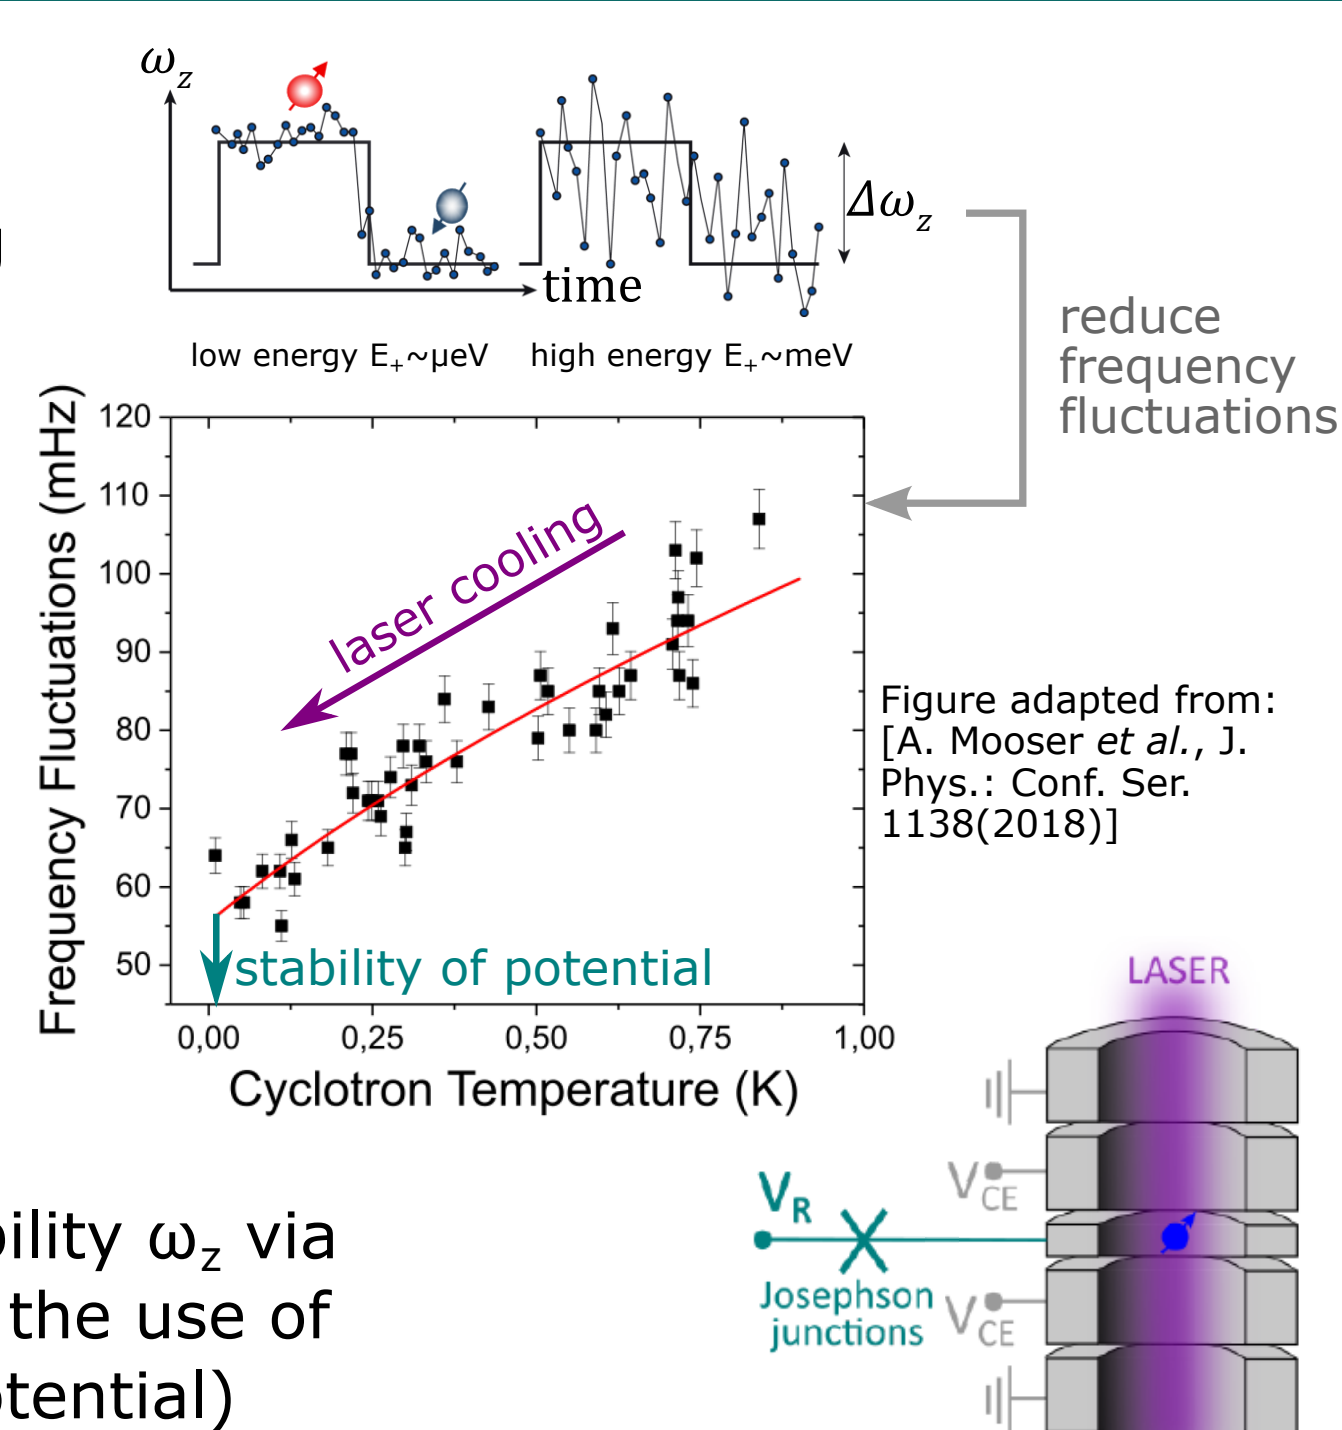 ω_z
Δω_z
time
low energy E₊~μeV
high energy E₊~meV
reduce
frequency
fluctuations
Frequency Fluctuations (mHz)
120
110
100
90
80
70
60
50
laser cooling
stability of potential
0,00
0,25
0,50
0,75
1,00
Cyclotron Temperature (K)
Figure adapted from:
[A. Mooser et al., J.
Phys.: Conf. Ser.
1138(2018)]
LASER
V_CE
V_R
Josephson
junctions
V_CE
bility ω_z via
the use of
otential)